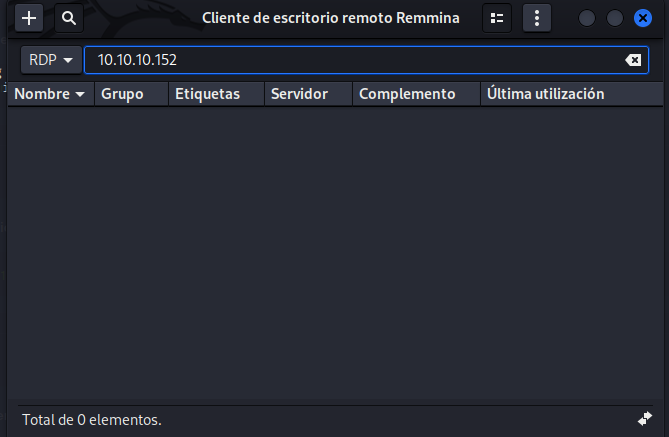 Cliente de escritorio remoto Remmina
RDP 10.10.10.152
Nombre Grupo Etiquetas Servidor Complemento Última utilización
Total de 0 elementos.